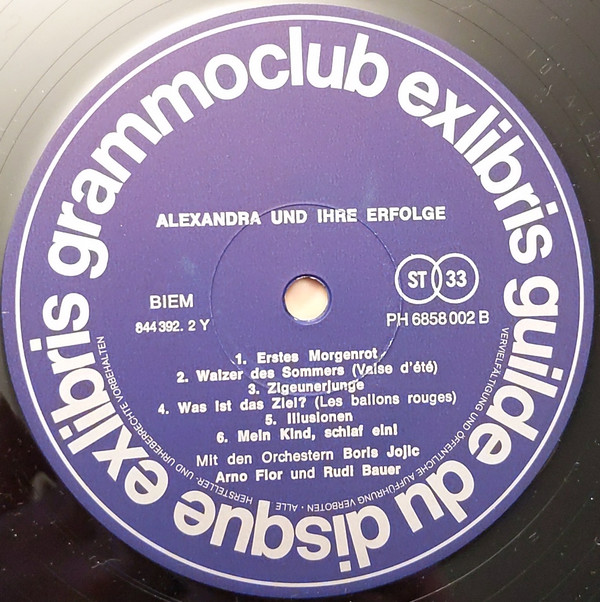 grammoclub exlibris guilde du disque exlibris
ALEXANDRA UND IHRE ERFOLGE
BIEM
ST 33
844 392. 2 Y
PH 6858 002 B
1. Erstes Morgenrot
2. Walzer des Sommers (Valse d'été)
3. Zigeunerjunge
4. Was ist das Ziel? (Les ballons rouges)
5. Illusionen
6. Mein Kind, schlaf ein!
Mit den Orchestern Boris Jojic
Arno Flor und Rudi Bauer
VERVIELFÄLTIGUNG UND ÖFFENTLICHE AUFFÜHRUNG VERBOTEN · ALLE HERSTELLER- UND URHEBERRECHTE VORBEHALTEN